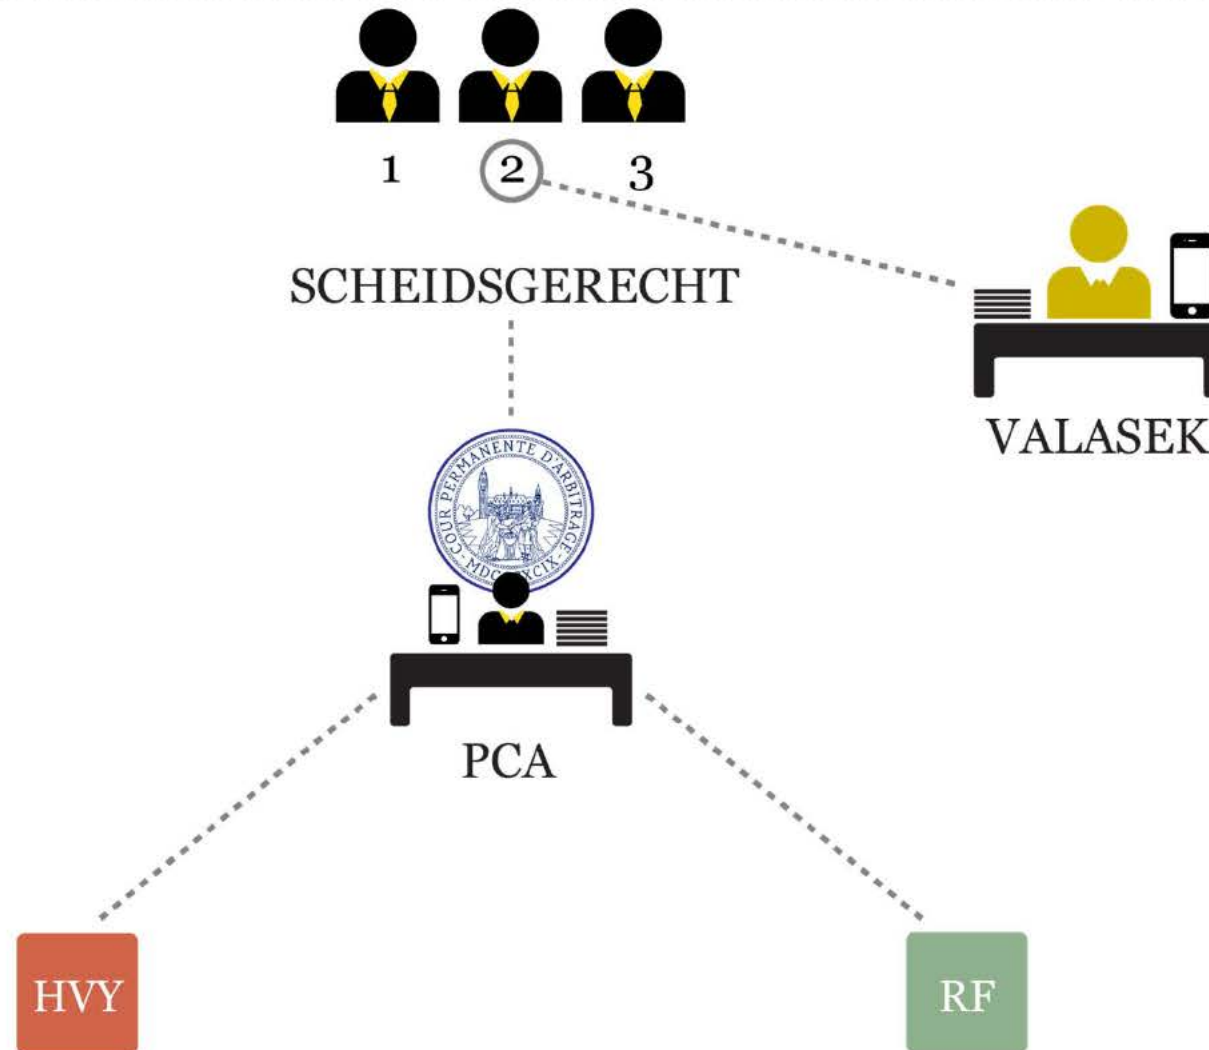 1 2 3
SCHEIDSGERECHT
VALASEK
COUR PERMANENTE D'ARBITRAGE
PCA
HVY
RF